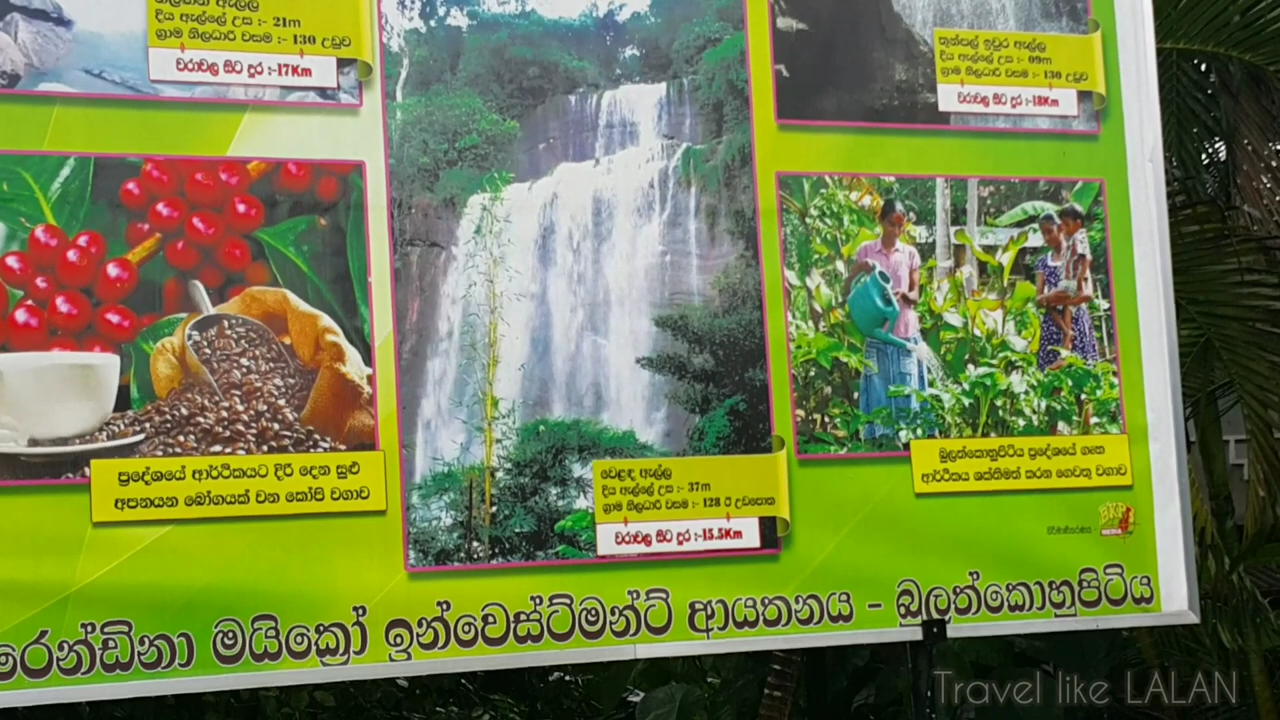 දිය ඇල්ලේ උස :- 21m
ග්‍රාම නිලධාරී වසම :- 130 උඩුව
වරාවල සිට දුර :-17Km
තුන්පල් ඉවුර ඇල්ල
දිය ඇල්ලේ උස :- 09m
ග්‍රාම නිලධාරී වසම :- 130 උඩුව
වරාවල සිට දුර :-18Km
ප්‍රදේශයේ ආර්ථිකයට දිරි දෙන සුළු
අපනයන බෝගයක් වන කෝපි වගාව
වෙළඳ ඇල්ල
දිය ඇල්ලේ උස :- 37m
ග්‍රාම නිලධාරී වසම :- 128 ඊ උඩපොත
වරාවල සිට දුර :-15.5Km
බුලත්කොහුපිටිය ප්‍රදේශයේ ගෘහ
ආර්ථිකය ශක්තිමත් කරන ගෙවතු වගාව
නිර්මාණකරණය -
BKP
රෙන්ඩිනා මයික්‍රෝ ඉන්වෙස්ට්මන්ට් ආයතනය - බුලත්කොහුපිටිය
Travel like LALAN